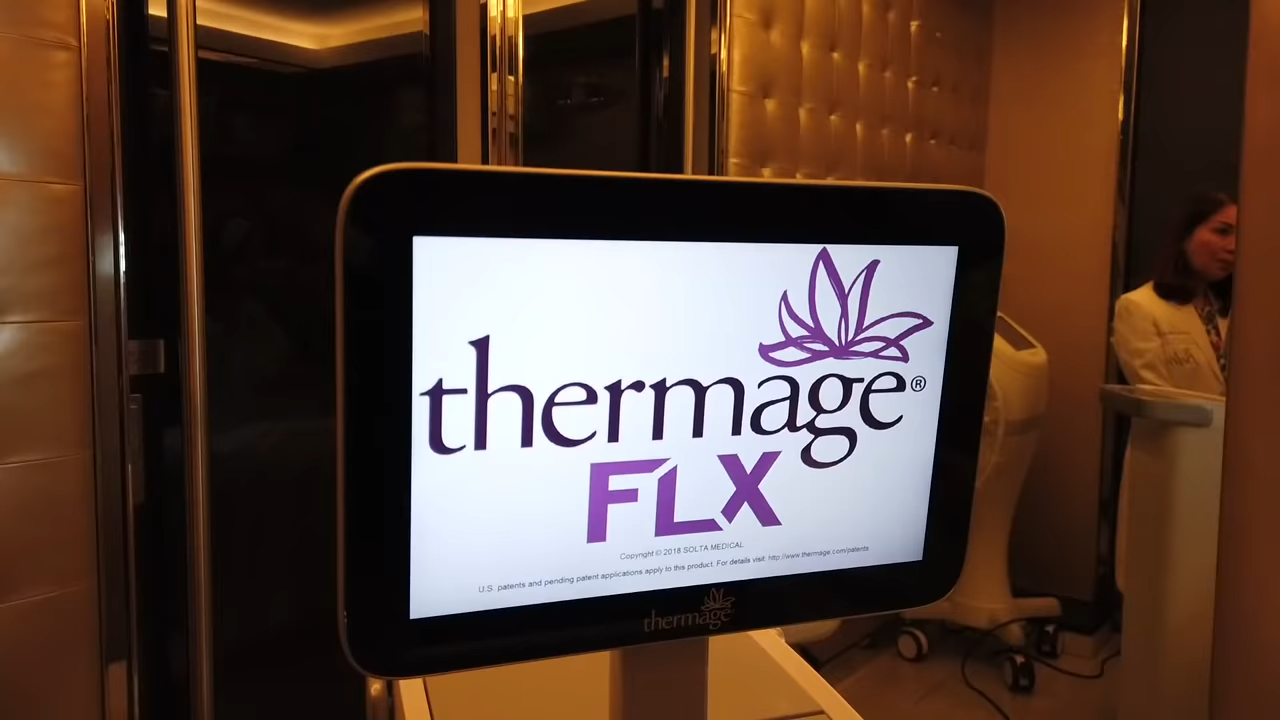 thermage®
FLX
Copyright © 2018 SOLTA MEDICAL
U.S. patents and pending patent applications apply to this product. For details visit: http://www.thermage.com/patents
thermage